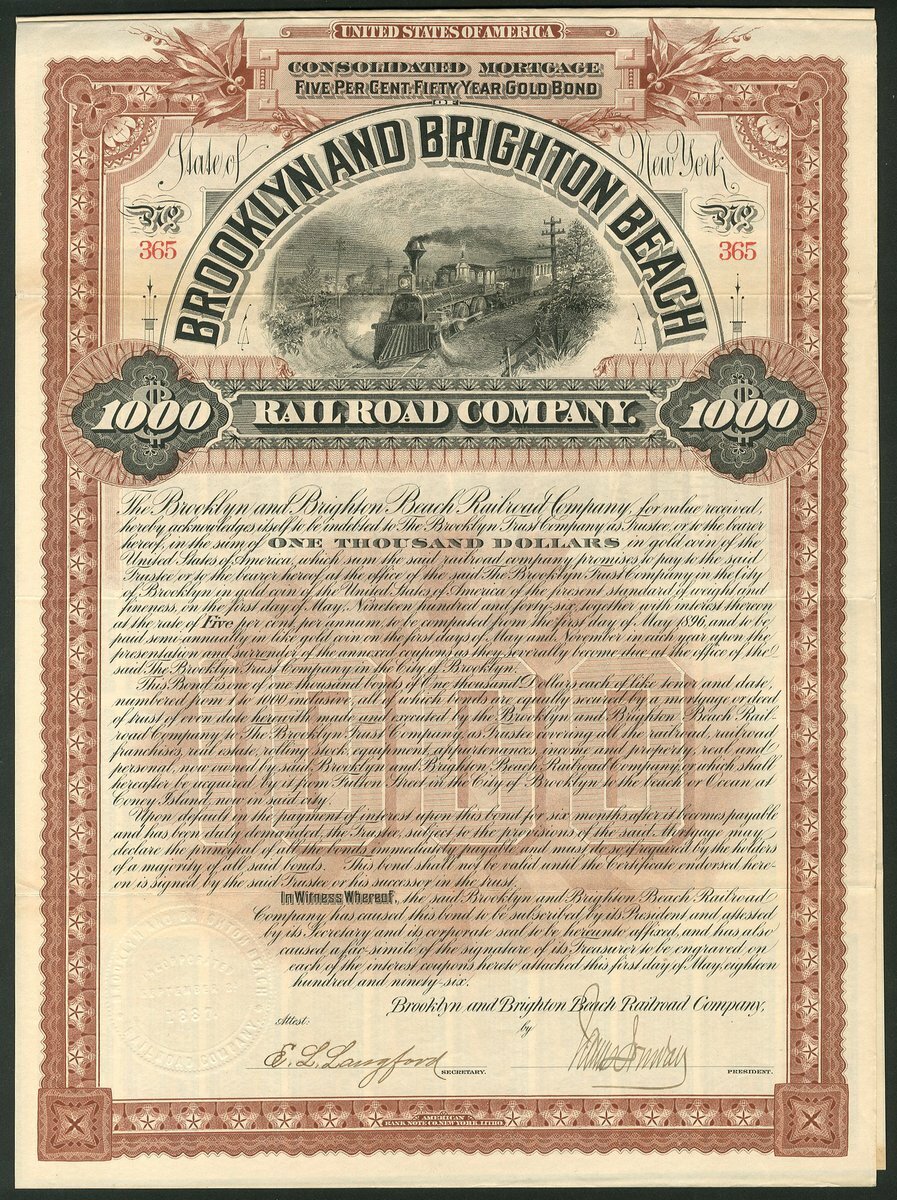 UNITED STATES OF AMERICA
CONSOLIDATED MORTGAGE
FIVE PER CENT. FIFTY YEAR GOLD BOND
OF
State of New York
BROOKLYN AND BRIGHTON BEACH
No No
365 365
$1000 $1000
RAILROAD COMPANY.
The Brooklyn and Brighton Beach Railroad Company, for value received,
hereby acknowledges itself to be indebted to The Brooklyn Trust Company as Trustee, or to the bearer
hereof, in the sum of ONE THOUSAND DOLLARS in gold coin of the
United States of America, which sum the said railroad company promises to pay to the said
Trustee or to the bearer hereof, at the office of the said The Brooklyn Trust Company in the City
of Brooklyn in gold coin of the United States of America of the present standard of weight and
fineness, on the first day of May, Nineteen hundred and forty-six, together with interest thereon
at the rate of Five per cent. per annum, to be computed from the first day of May 1896, and to be
paid semi-annually in like gold coin on the first days of May and November in each year upon the
presentation and surrender of the annexed coupons as they severally become due at the office of the
said The Brooklyn Trust Company in the City of Brooklyn.
This Bond is one of one thousand bonds of One thousand Dollars each of like tenor and date,
numbered from 1 to 1000 inclusive, all of which bonds are equally secured by a mortgage or deed
of trust of even date herewith made and executed by the Brooklyn and Brighton Beach Rail-
road Company to The Brooklyn Trust Company as Trustee covering all the railroad, railroad
franchises, real estate, rolling stock, equipment, appurtenances, income and property, real and
personal, now owned by said, Brooklyn and Brighton Beach Railroad Company, or which shall
hereafter be acquired by it from Fulton Street in the City of Brooklyn to the beach or Ocean at
Coney Island, now in said city.
Upon default in the payment of interest upon this bond for six months after it becomes payable
and has been duly demanded, the Trustee, subject to the provisions of the said Mortgage may
declare the principal of all the bonds immediately payable, and must do so if required by the holders
of a majority of all said bonds. This bond shall not be valid until the Certificate endorsed here-
on is signed by the said Trustee or his successor in the trust.
In Witness Whereof, the said Brooklyn and Brighton Beach Railroad
Company has caused this bond to be subscribed by its President and attested
by its Secretary and its corporate seal to be hereunto affixed, and has also
caused a fac-simile of the signature of its Treasurer to be engraved on
each of the interest coupons hereto attached this first day of May, eighteen
hundred and ninety-six.
Brooklyn and Brighton Beach Railroad Company,
Attest: by
E. L. Langford SECRETARY. PRESIDENT.
1000
BROOKLYN AND BRIGHTON BEACH
1887.
RAILROAD COMPANY.
AMERICAN
BANK NOTE CO. NEW YORK, LITHO.